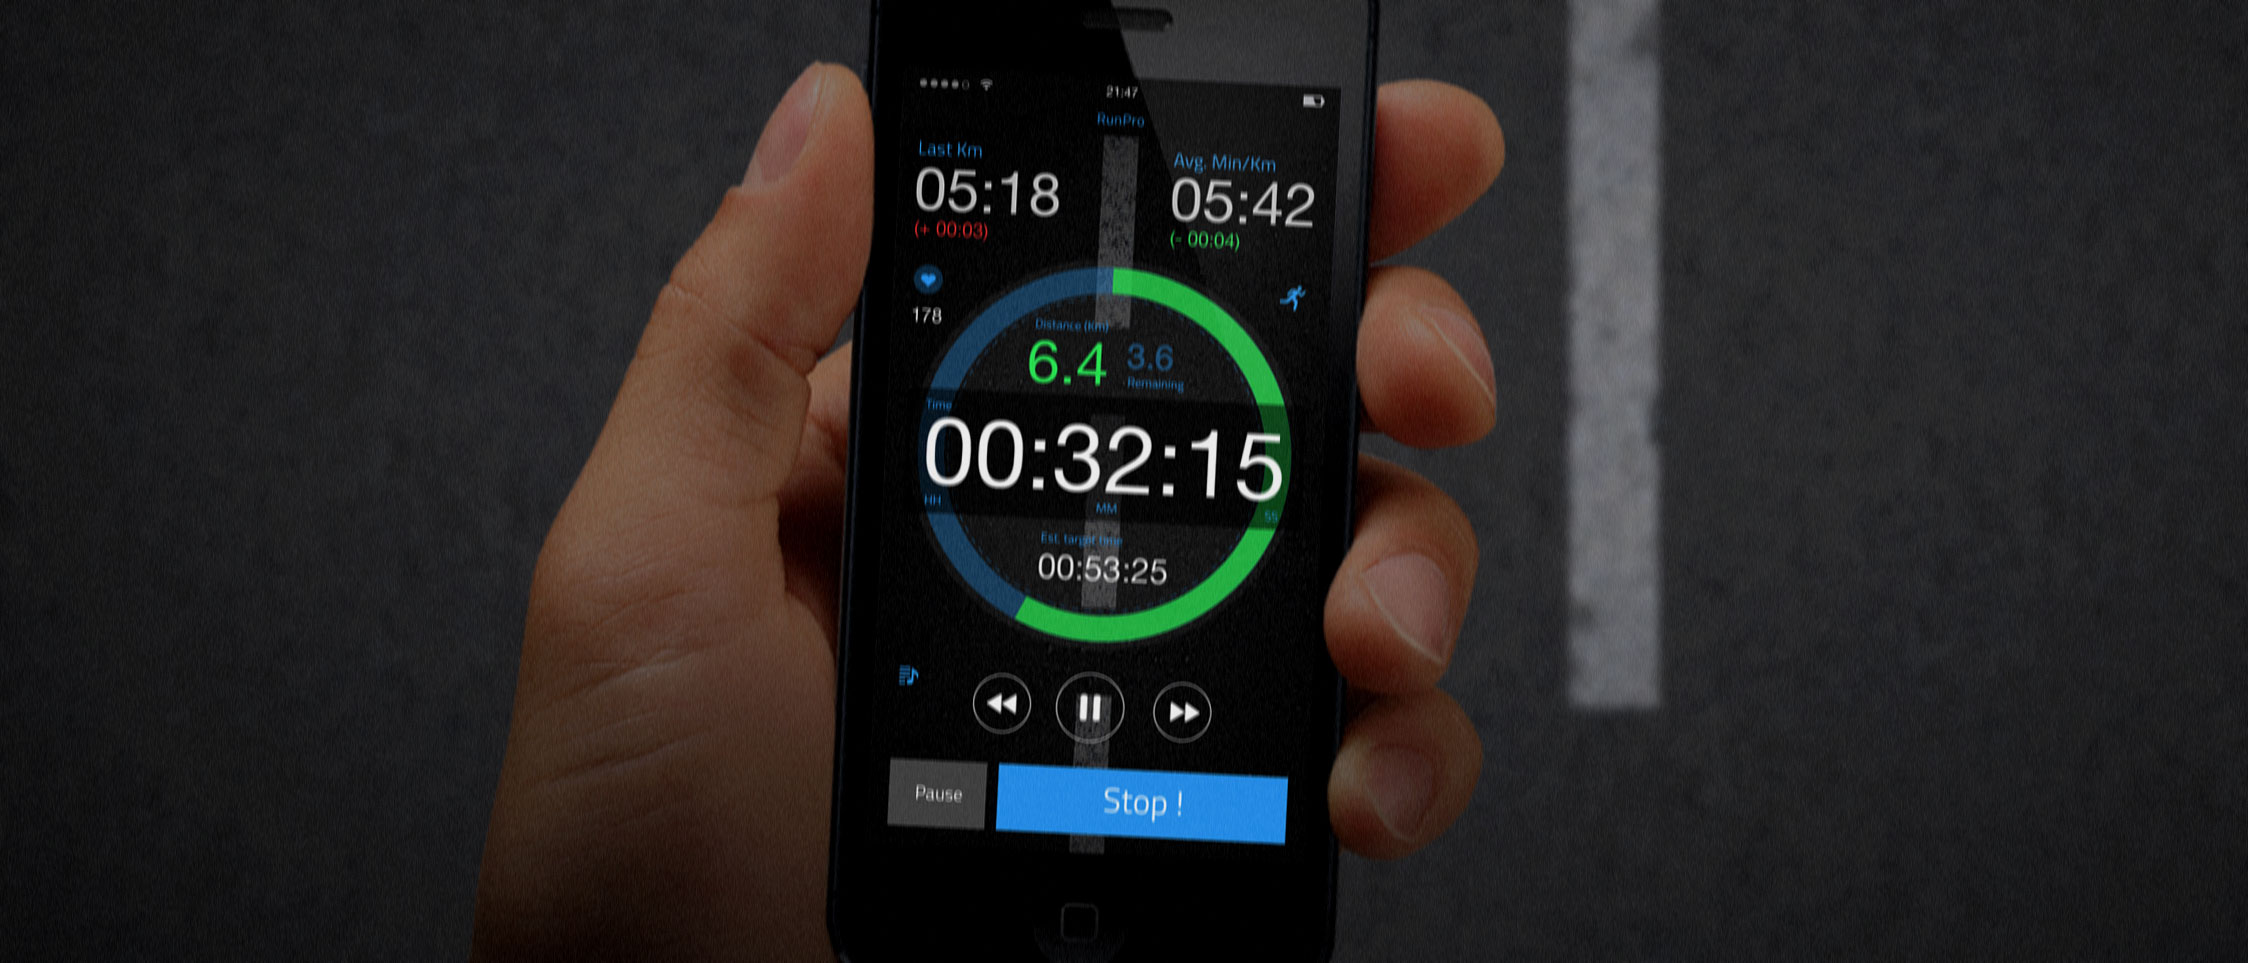 21:47
RunPro
Last Km
05:18
(+ 00:03)
Avg. Min/Km
05:42
(- 00:04)
178
Distance (Km)
6.4
3.6
Remaining
Time
00:32:15
HH
MM
SS
Est. target time
00:53:25
Pause
Stop !